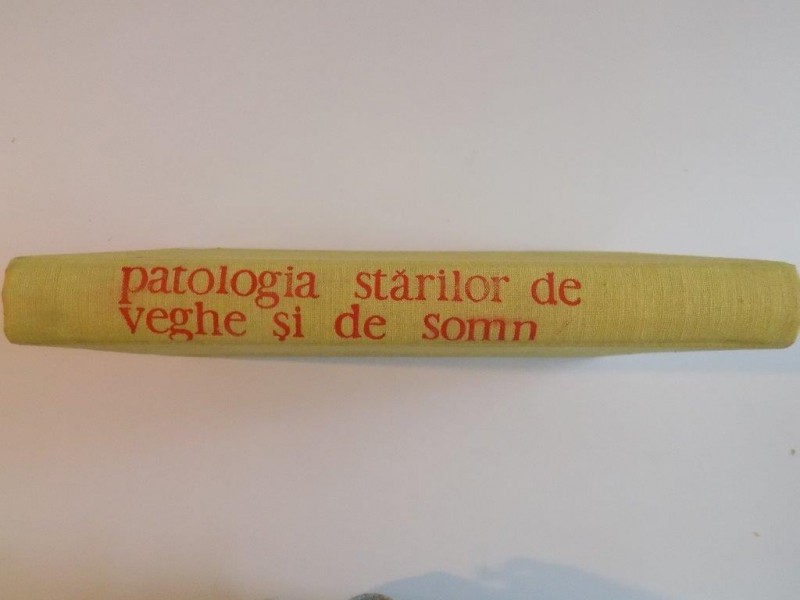 patologia stărilor de
veghe şi de somn